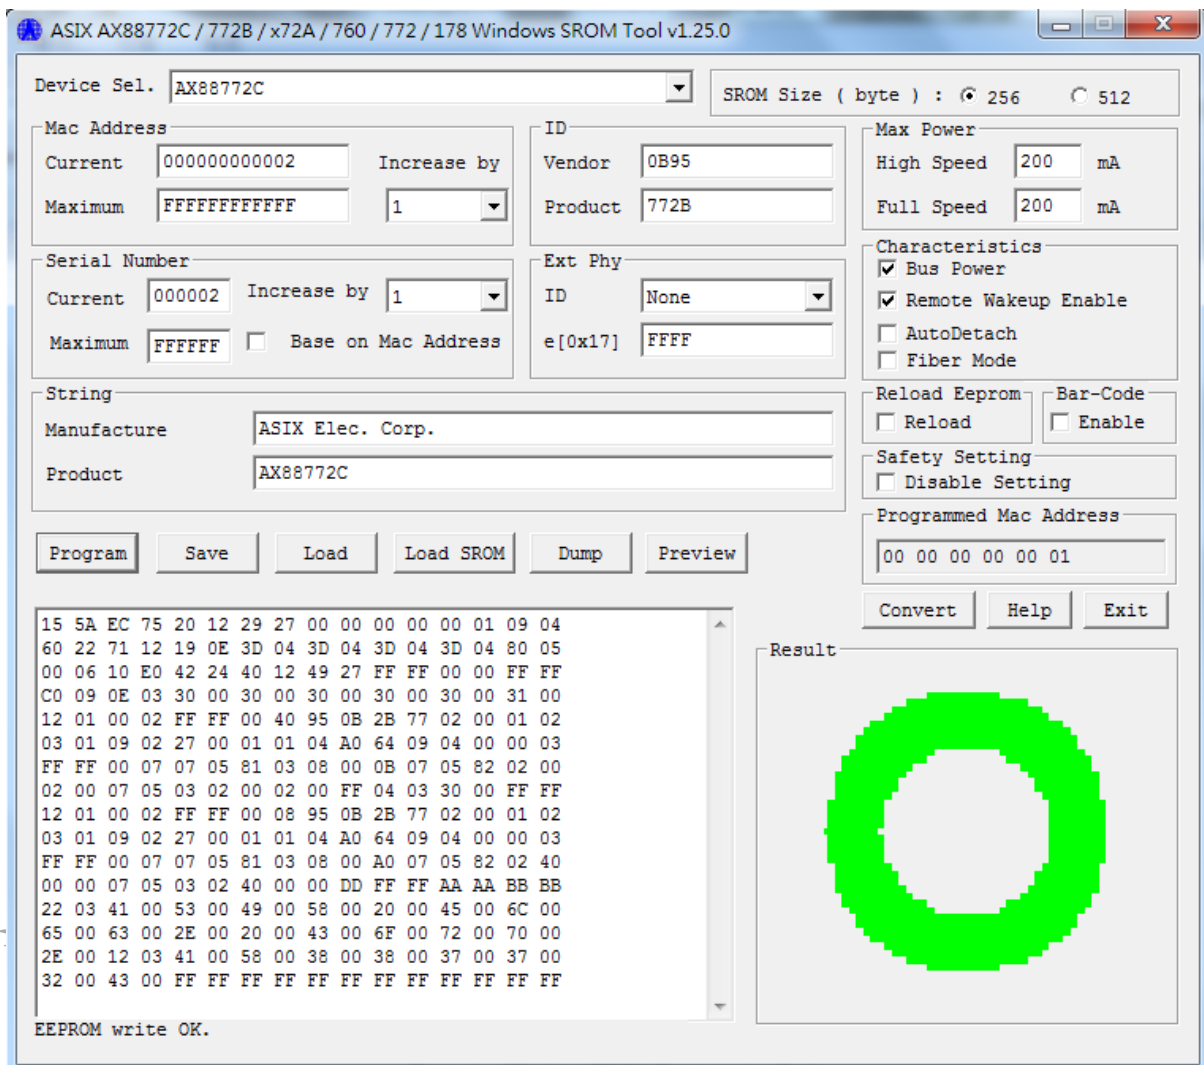 ASIX AX88772C / 772B / x72A / 760 / 772 / 178 Windows SROM Tool v1.25.0
Device Sel. AX88772C
SROM Size ( byte ) : 256 512
Mac Address
Current 000000000002 Increase by
Maximum FFFFFFFFFFFF 1
ID
Vendor 0B95
Product 772B
Max Power
High Speed 200 mA
Full Speed 200 mA
Serial Number
Current 000002 Increase by 1
Maximum FFFFFF Base on Mac Address
Ext Phy
ID None
e[0x17] FFFF
Characteristics
Bus Power
Remote Wakeup Enable
AutoDetach
Fiber Mode
String
Manufacture ASIX Elec. Corp.
Product AX88772C
Reload Eeprom
Reload
Bar-Code
Enable
Safety Setting
Disable Setting
Programmed Mac Address
00 00 00 00 00 01
Program Save Load Load SROM Dump Preview
Convert Help Exit
15 5A EC 75 20 12 29 27 00 00 00 00 00 01 09 04
60 22 71 12 19 0E 3D 04 3D 04 3D 04 3D 04 80 05
00 06 10 E0 42 24 40 12 49 27 FF FF 00 00 FF FF
C0 09 0E 03 30 00 30 00 30 00 30 00 30 00 31 00
12 01 00 02 FF FF 00 40 95 0B 2B 77 02 00 01 02
03 01 09 02 27 00 01 01 04 A0 64 09 04 00 00 03
FF FF 00 07 07 05 81 03 08 00 0B 07 05 82 02 00
02 00 07 05 03 02 00 02 00 FF 04 03 30 00 FF FF
12 01 00 02 FF FF 00 08 95 0B 2B 77 02 00 01 02
03 01 09 02 27 00 01 01 04 A0 64 09 04 00 00 03
FF FF 00 07 07 05 81 03 08 00 A0 07 05 82 02 40
00 00 07 05 03 02 40 00 00 DD FF FF AA AA BB BB
22 03 41 00 53 00 49 00 58 00 20 00 45 00 6C 00
65 00 63 00 2E 00 20 00 43 00 6F 00 72 00 70 00
2E 00 12 03 41 00 58 00 38 00 38 00 37 00 37 00
32 00 43 00 FF FF FF FF FF FF FF FF FF FF FF FF
Result
EEPROM write OK.